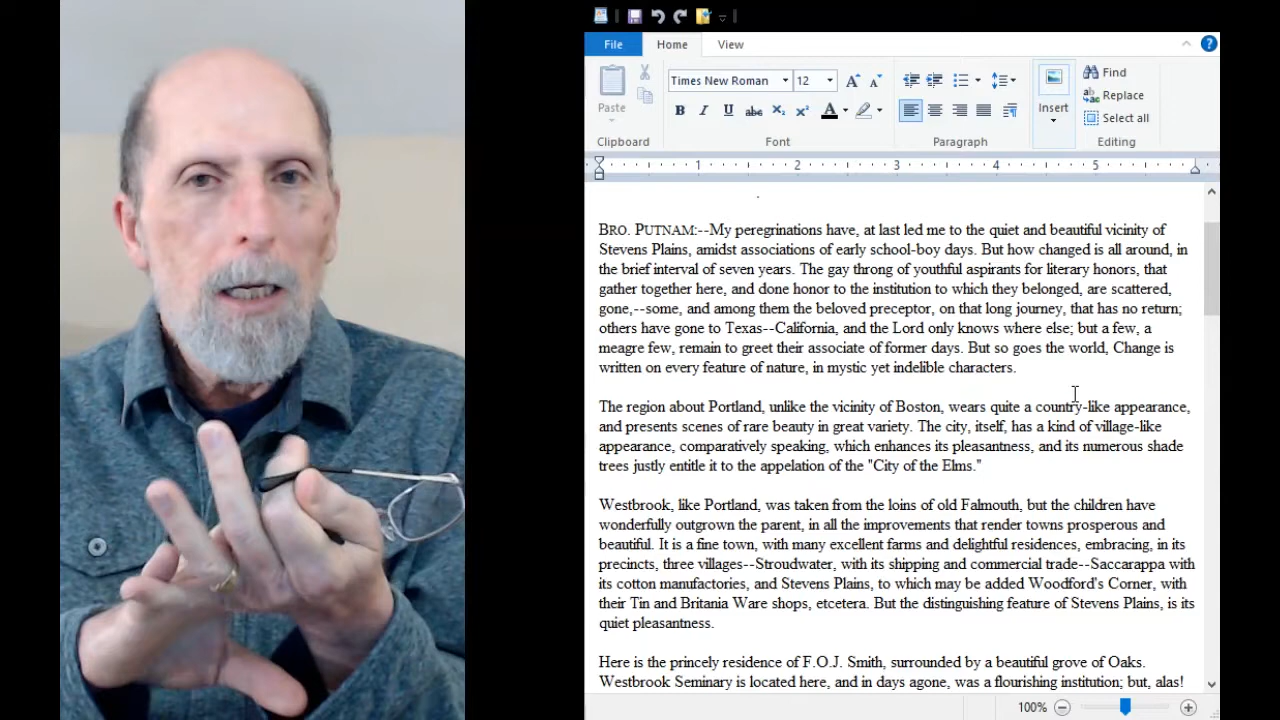 File Home View
Times New Roman 12
Paste
B I U abc X₂ X² A
Insert
Find
Replace
Select all
Clipboard Font Paragraph Editing
1 2 3 4 5
BRO. PUTNAM:--My peregrinations have, at last led me to the quiet and beautiful vicinity of
Stevens Plains, amidst associations of early school-boy days. But how changed is all around, in
the brief interval of seven years. The gay throng of youthful aspirants for literary honors, that
gather together here, and done honor to the institution to which they belonged, are scattered,
gone,--some, and among them the beloved preceptor, on that long journey, that has no return;
others have gone to Texas--California, and the Lord only knows where else; but a few, a
meagre few, remain to greet their associate of former days. But so goes the world, Change is
written on every feature of nature, in mystic yet indelible characters.
The region about Portland, unlike the vicinity of Boston, wears quite a country-like appearance,
and presents scenes of rare beauty in great variety. The city, itself, has a kind of village-like
appearance, comparatively speaking, which enhances its pleasantness, and its numerous shade
trees justly entitle it to the appelation of the "City of the Elms."
Westbrook, like Portland, was taken from the loins of old Falmouth, but the children have
wonderfully outgrown the parent, in all the improvements that render towns prosperous and
beautiful. It is a fine town, with many excellent farms and delightful residences, embracing, in its
precincts, three villages--Stroudwater, with its shipping and commercial trade--Saccarappa with
its cotton manufactories, and Stevens Plains, to which may be added Woodford's Corner, with
their Tin and Britania Ware shops, etcetera. But the distinguishing feature of Stevens Plains, is its
quiet pleasantness.
Here is the princely residence of F.O.J. Smith, surrounded by a beautiful grove of Oaks.
Westbrook Seminary is located here, and in days agone, was a flourishing institution; but, alas!
100%